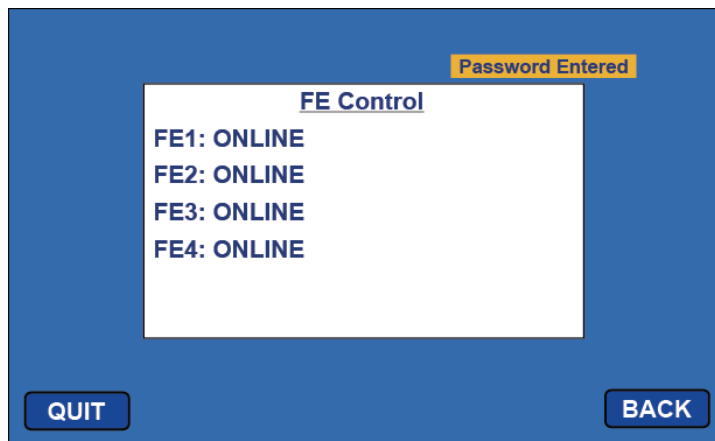 Password Entered
FE Control
FE1: ONLINE
FE2: ONLINE
FE3: ONLINE
FE4: ONLINE
QUIT
BACK